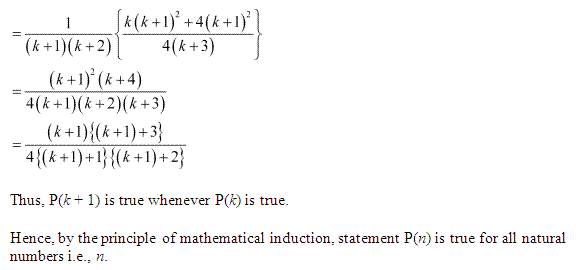 = \frac{1}{(k+1)(k+2)} \left\{ \frac{k(k+1)^2+4(k+1)^2}{4(k+3)} \right\}
= \frac{(k+1)^2(k+4)}{4(k+1)(k+2)(k+3)}
= \frac{(k+1)\{(k+1)+3\}}{4\{(k+1)+1\}\{(k+1)+2\}}
Thus, P(k + 1) is true whenever P(k) is true.
Hence, by the principle of mathematical induction, statement P(n) is true for all natural
numbers i.e., n.